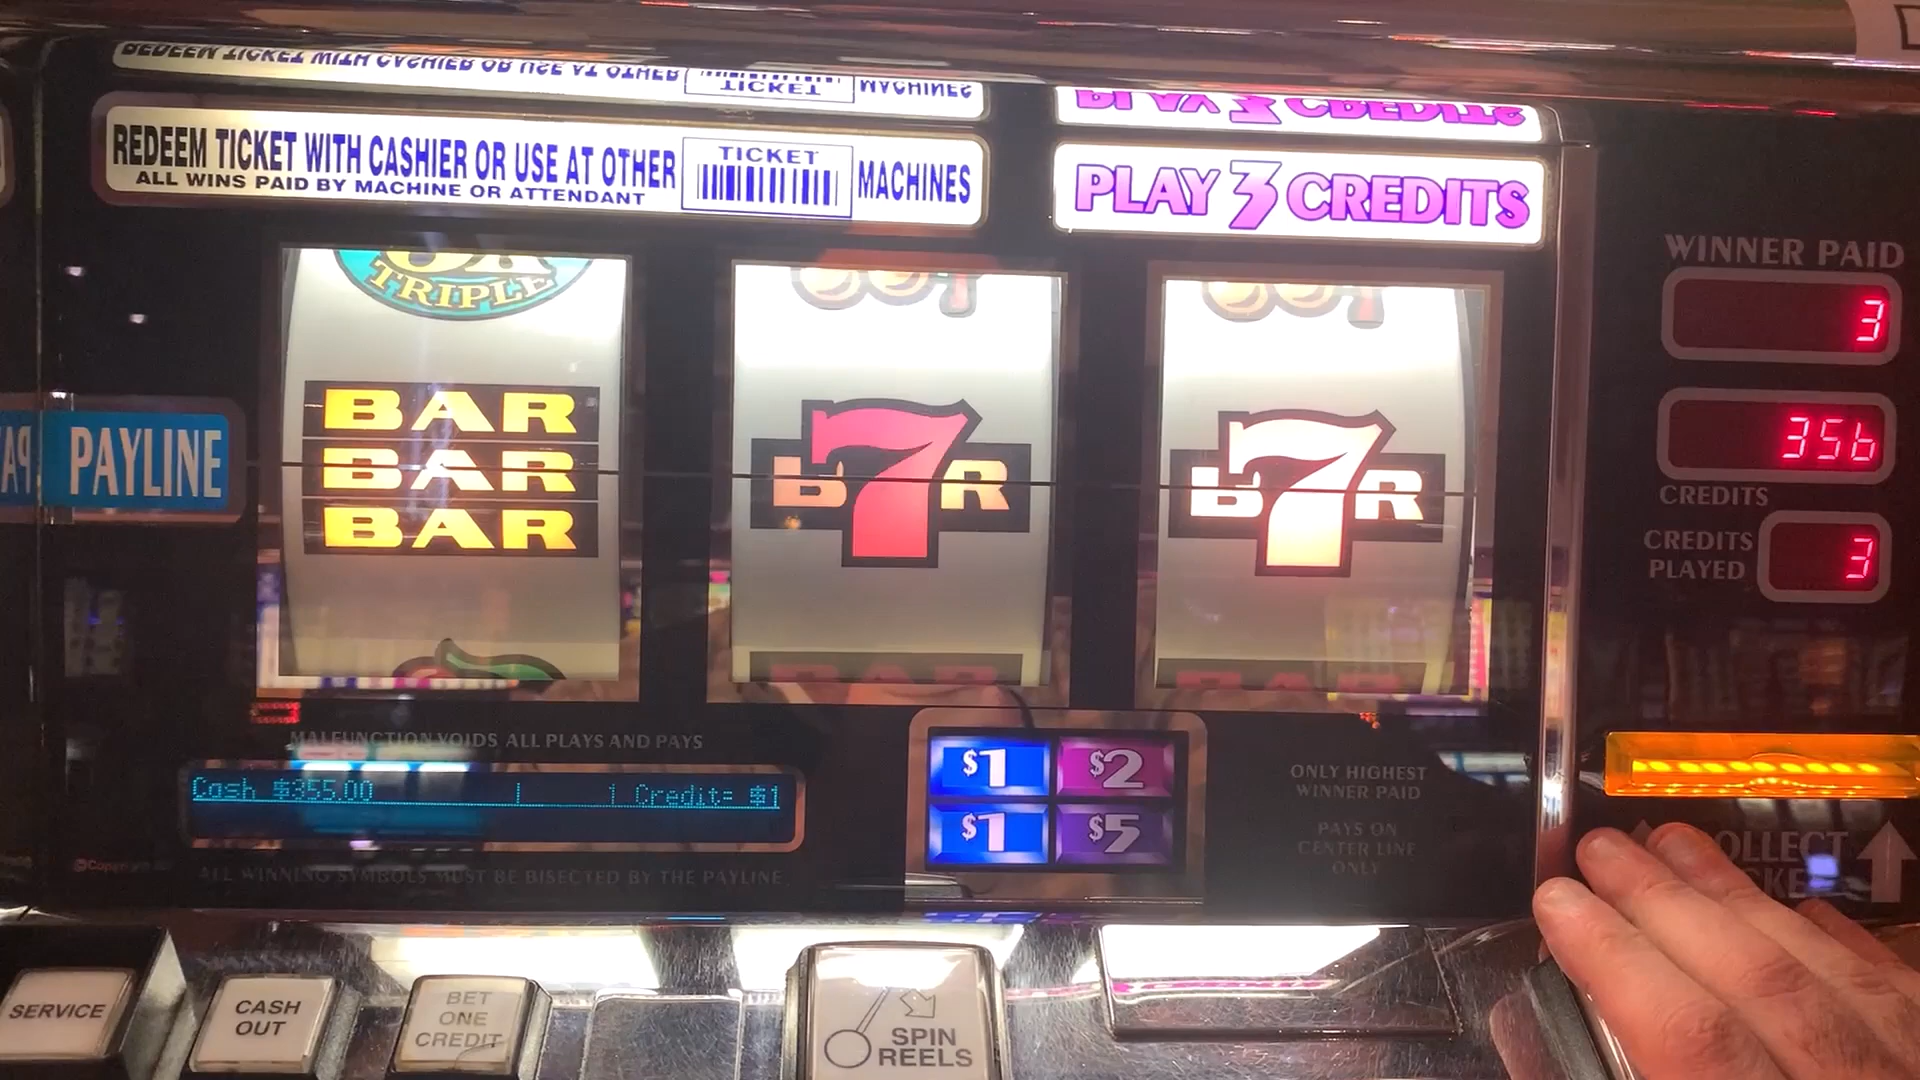 REDEEM TICKET WITH CASHIER OR USE AT OTHER TICKET MACHINES
ALL WINS PAID BY MACHINE OR ATTENDANT
PLAY 3 CREDITS
WINNER PAID
3
356
CREDITS
CREDITS
PLAYED
3
TRIPLE
PAYLINE
BAR
BAR
BAR
7
R
7
R
BAR
BAR
MALFUNCTION VOIDS ALL PLAYS AND PAYS
Cash $355.00
Credit= $1
ALL WINNING SYMBOLS MUST BE BISECTED BY THE PAYLINE
$1 $2
$1 $5
ONLY HIGHEST
WINNER PAID
PAYS ON
CENTER LINE
ONLY
SERVICE
CASH
OUT
BET
ONE
CREDIT
SPIN
REELS